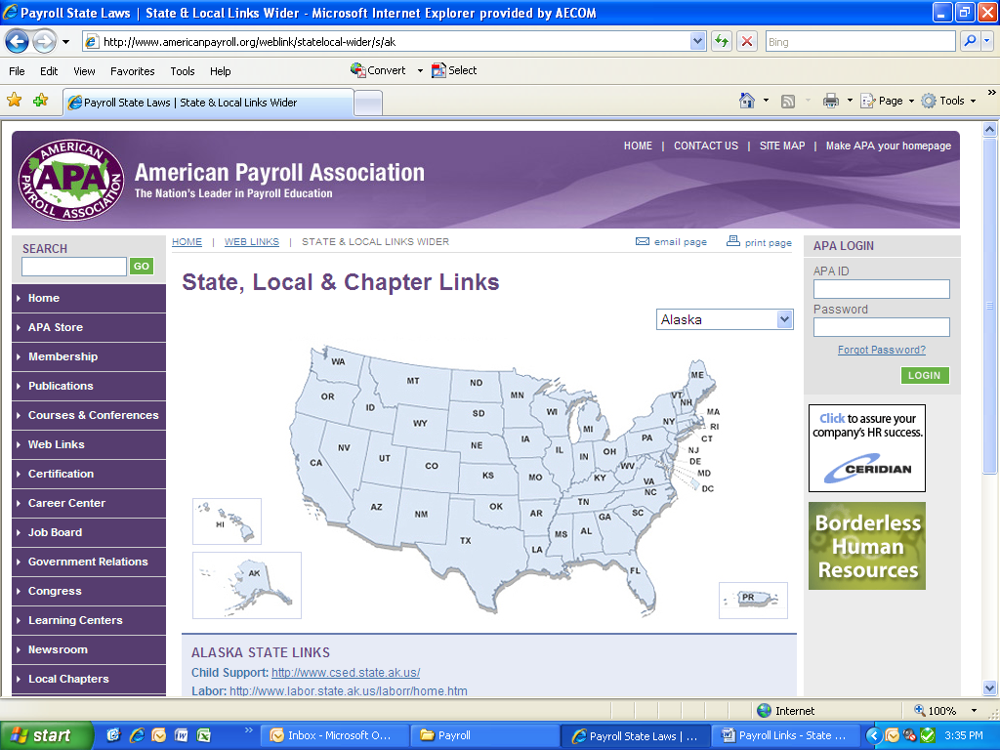 Payroll State Laws | State & Local Links Wider - Microsoft Internet Explorer provided by AECOM
http://www.americanpayroll.org/weblink/statelocal-wider/s/ak
Bing
File Edit View Favorites Tools Help
Convert Select
Payroll State Laws | State & Local Links Wider
Page Tools »
AMERICAN PAYROLL ASSOCIATION
APA
American Payroll Association
The Nation's Leader in Payroll Education
HOME | CONTACT US | SITE MAP | Make APA your homepage
SEARCH
GO
Home
APA Store
Membership
Publications
Courses & Conferences
Web Links
Certification
Career Center
Job Board
Government Relations
Congress
Learning Centers
Newsroom
Local Chapters
HOME | WEB LINKS | STATE & LOCAL LINKS WIDER
email page print page
State, Local & Chapter Links
Alaska
WA
MT
ND
MN
ME
OR
ID
WY
SD
WI
MI
VT
NH
NY
MA
RI
CT
NV
UT
CO
NE
IA
IL
IN
OH
PA
NJ
DE
MD
DC
CA
KS
MO
KY
WV
VA
AZ
NM
OK
AR
TN
NC
SC
TX
LA
MS
AL
GA
FL
HI
AK
PR
ALASKA STATE LINKS
Child Support: http://www.csed.state.ak.us/
Labor: http://www.labor.state.ak.us/laborr/home.htm
APA LOGIN
APA ID
Password
Forgot Password?
LOGIN
Click to assure your
company's HR success.
CERIDIAN
Borderless
Human
Resources
Internet
100%
start
»
Inbox - Microsoft O...
Payroll
Payroll State Laws | ...
Payroll Links - State ...
3:35 PM